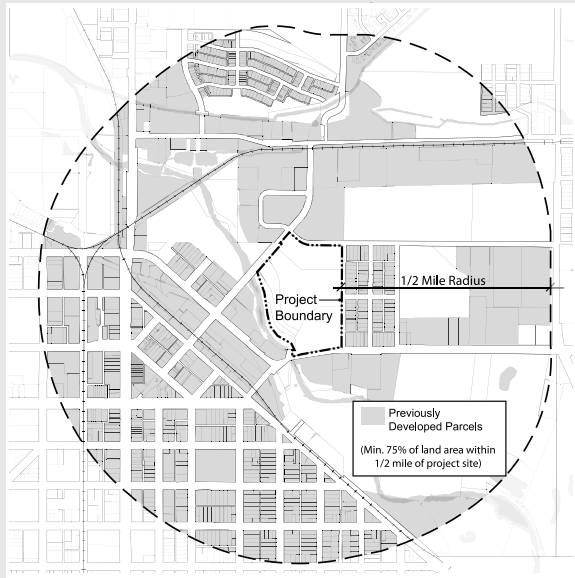 1/2 Mile Radius
Project
Boundary
Previously
Developed Parcels
(Min. 75% of land area within
1/2 mile of project site)